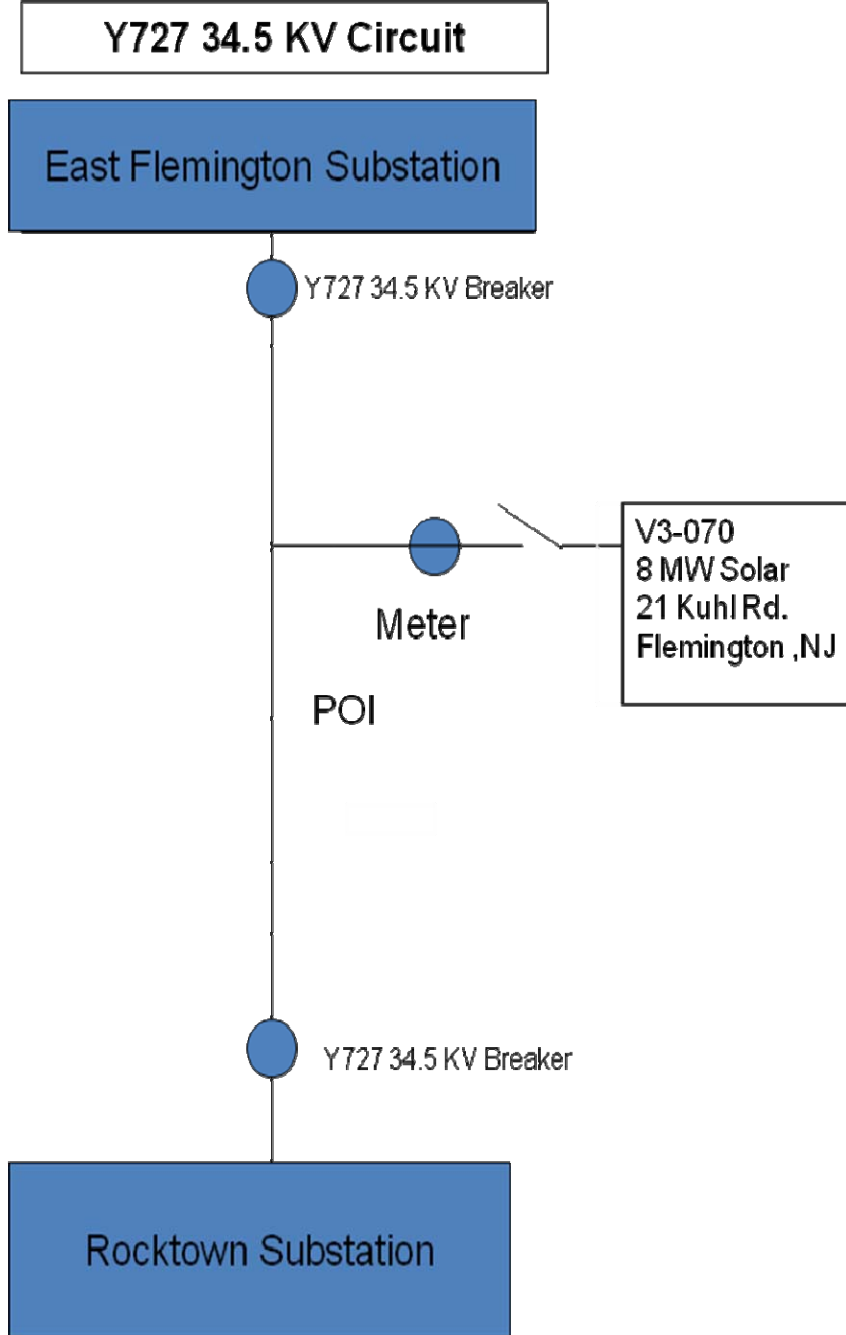 Y727 34.5 KV Circuit
East Flemington Substation
Y727 34.5 KV Breaker
V3-070
8 MW Solar
21 Kuhl Rd.
Flemington ,NJ
Meter
POI
Y727 34.5 KV Breaker
Rocktown Substation